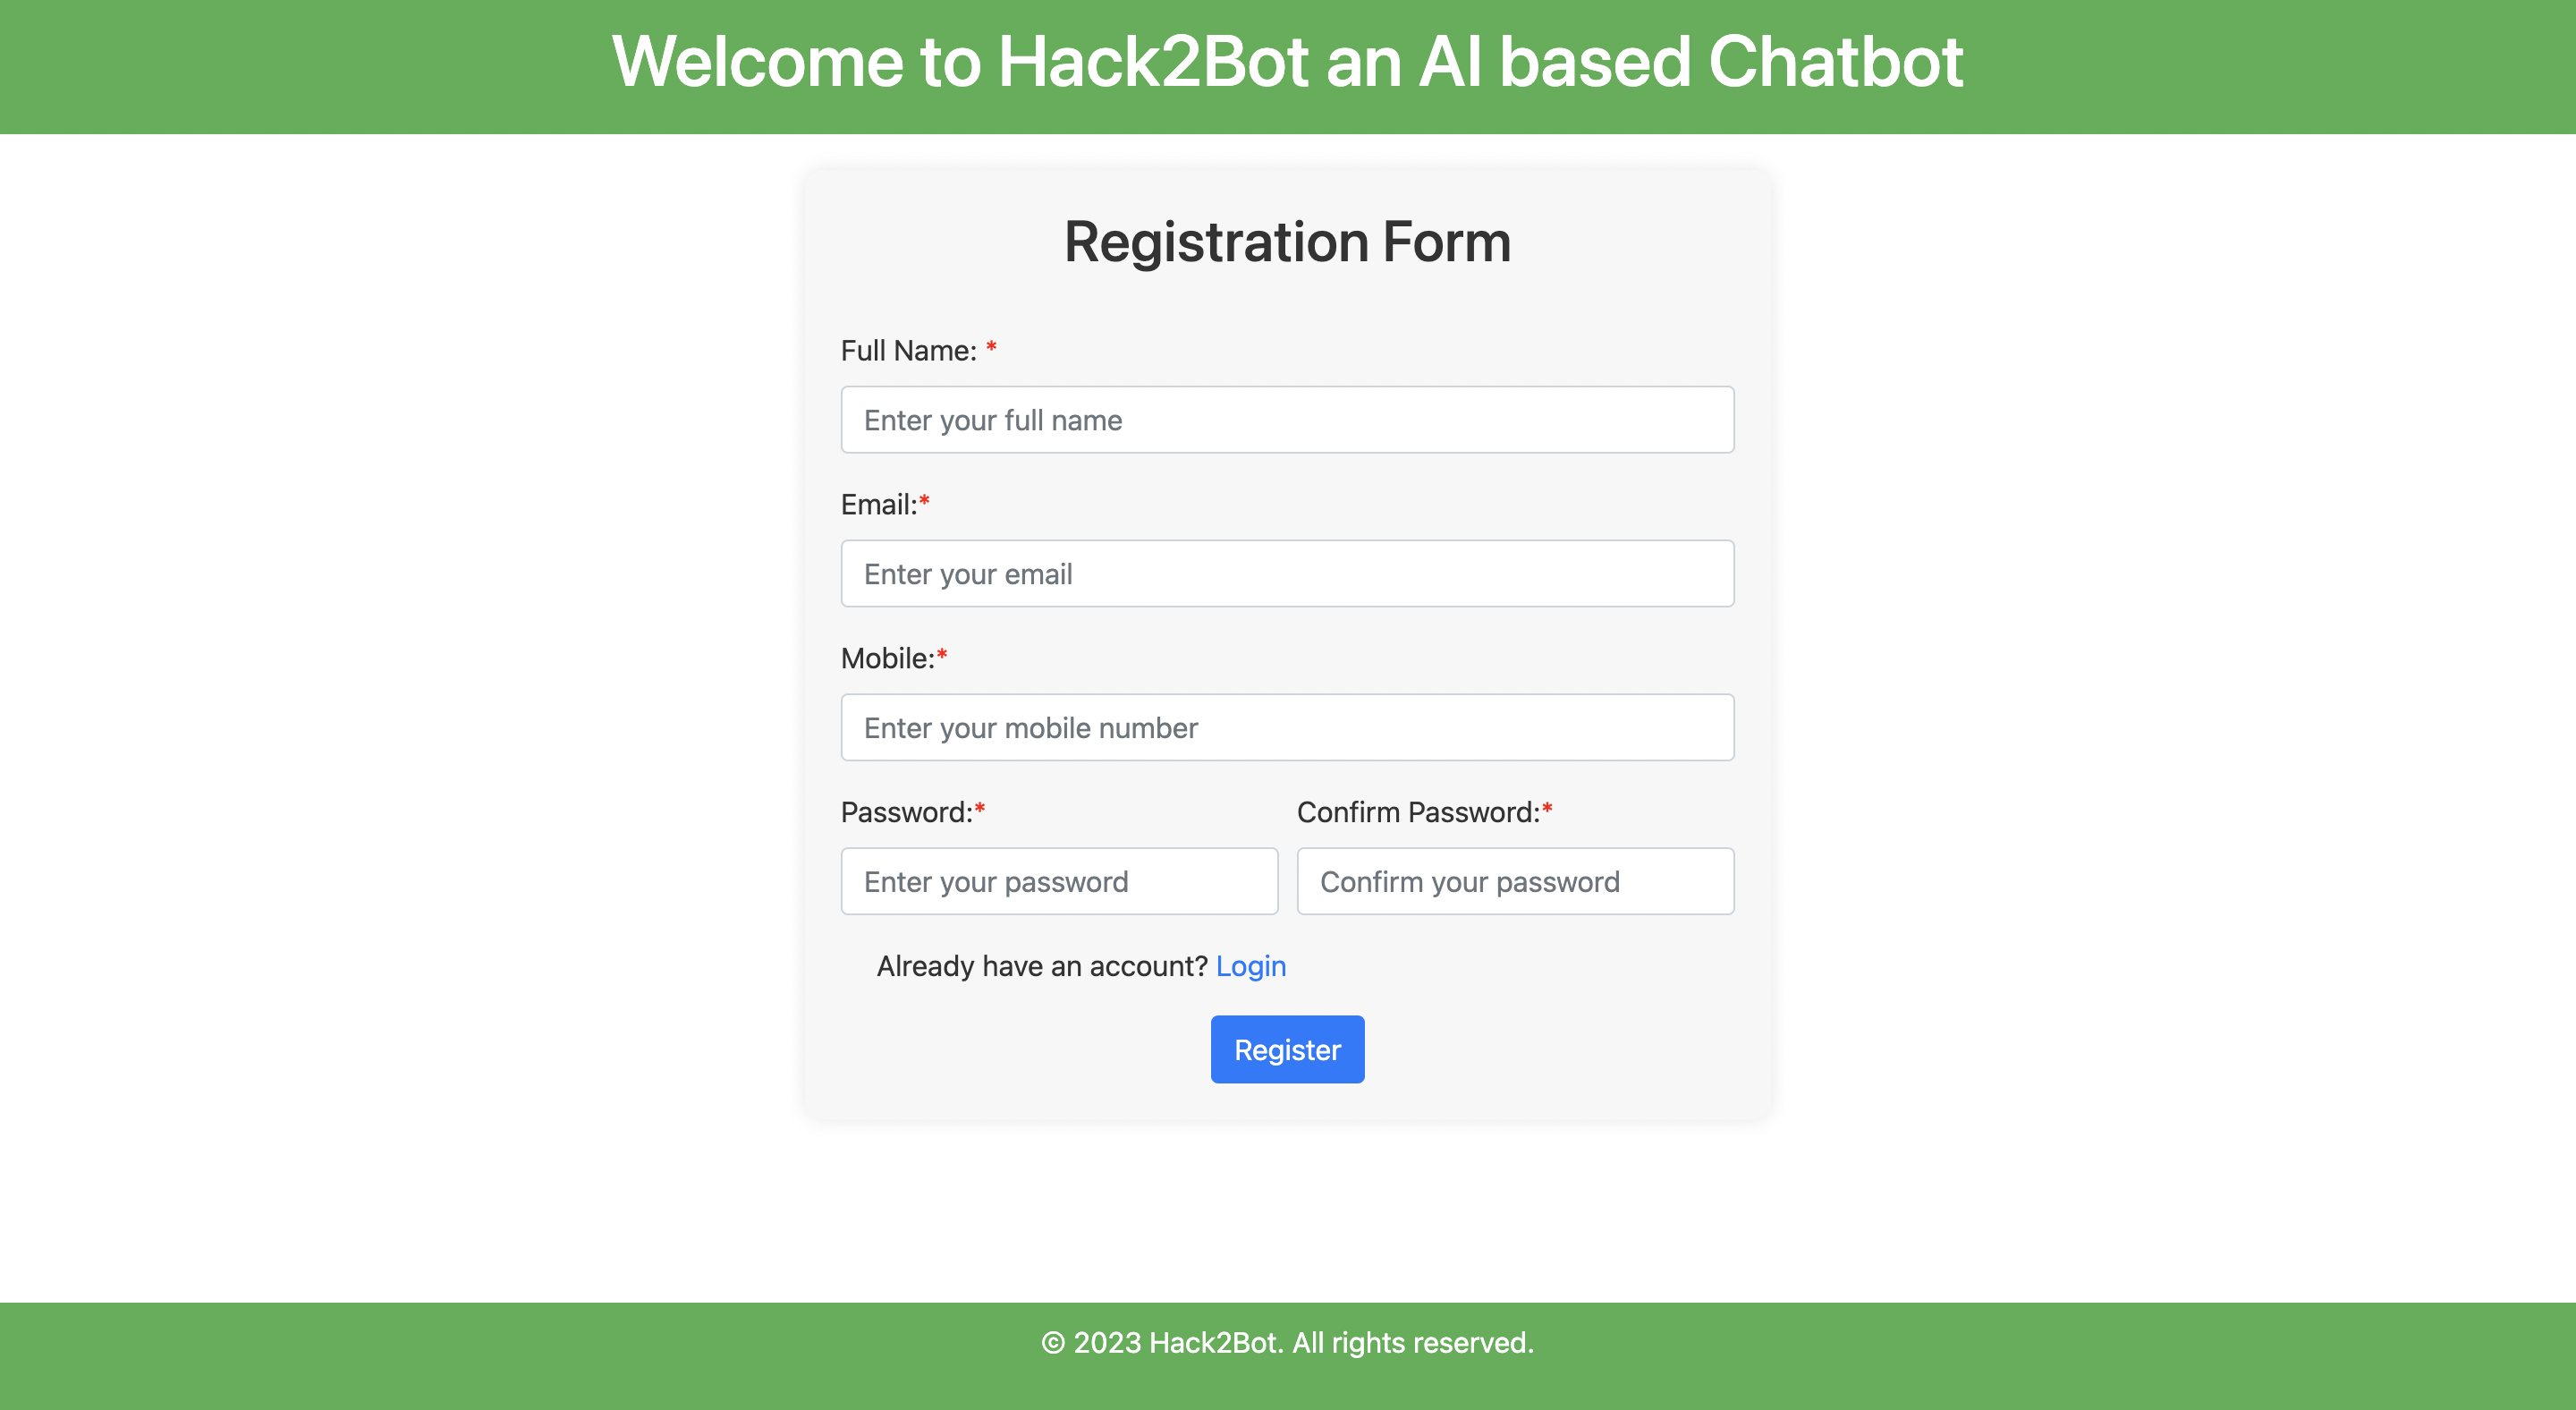 Welcome to Hack2Bot an AI based Chatbot
Registration Form
Full Name: *
Enter your full name
Email:*
Enter your email
Mobile:*
Enter your mobile number
Password:* Confirm Password:*
Enter your password Confirm your password
Already have an account? Login
Register
© 2023 Hack2Bot. All rights reserved.